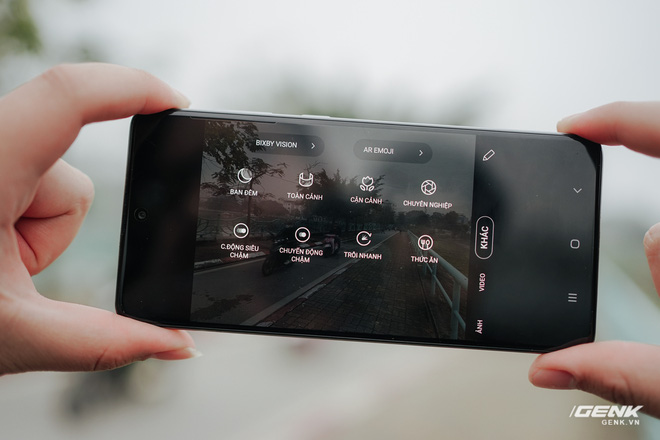 BIXBY VISION
AR EMOJI
BAN ĐÊM
TOÀN CẢNH
CẬN CẢNH
CHUYÊN NGHIỆP
C.ĐỘNG SIÊU
CHẬM
CHUYỂN ĐỘNG
CHẬM
TRÔI NHANH
THỨC ĂN
KHÁC
VIDEO
ẢNH
GENK
GENK.VN